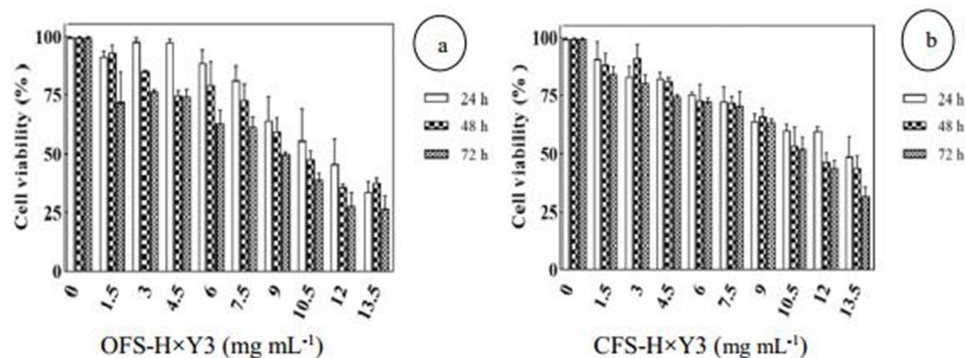 a
100
75
50
25
0
Cell viability (%)
24 h
48 h
72 h
0 1.5 3 4.5 6 7.5 9 10.5 12 13.5
OFS-H×Y3 (mg mL⁻¹)
b
100
75
50
25
0
Cell viability (%)
24 h
48 h
72 h
0 1.5 3 4.5 6 7.5 9 10.5 12 13.5
CFS-H×Y3 (mg mL⁻¹)